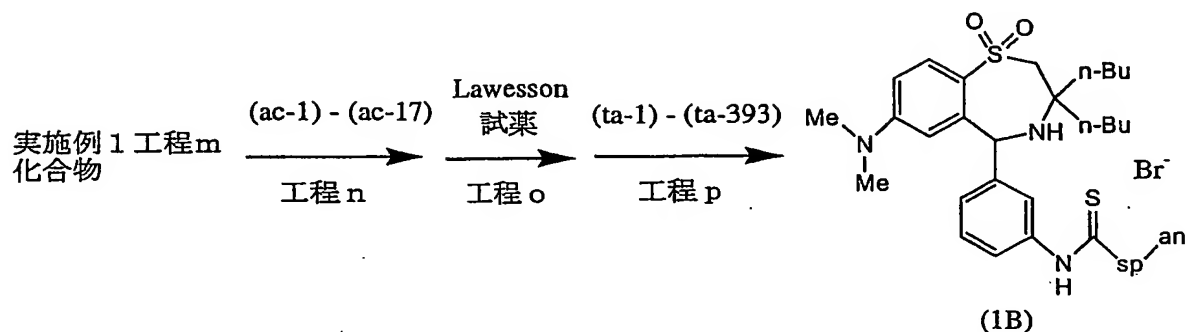 実施例１工程ｍ
化合物
(ac-1) - (ac-17)
工程ｎ
Lawesson
試薬
工程ｏ
(ta-1) - (ta-393)
工程ｐ
O O
S
n-Bu
n-Bu
NH
Me
N
Me
Br-
S
N
H
sp
an
(1B)